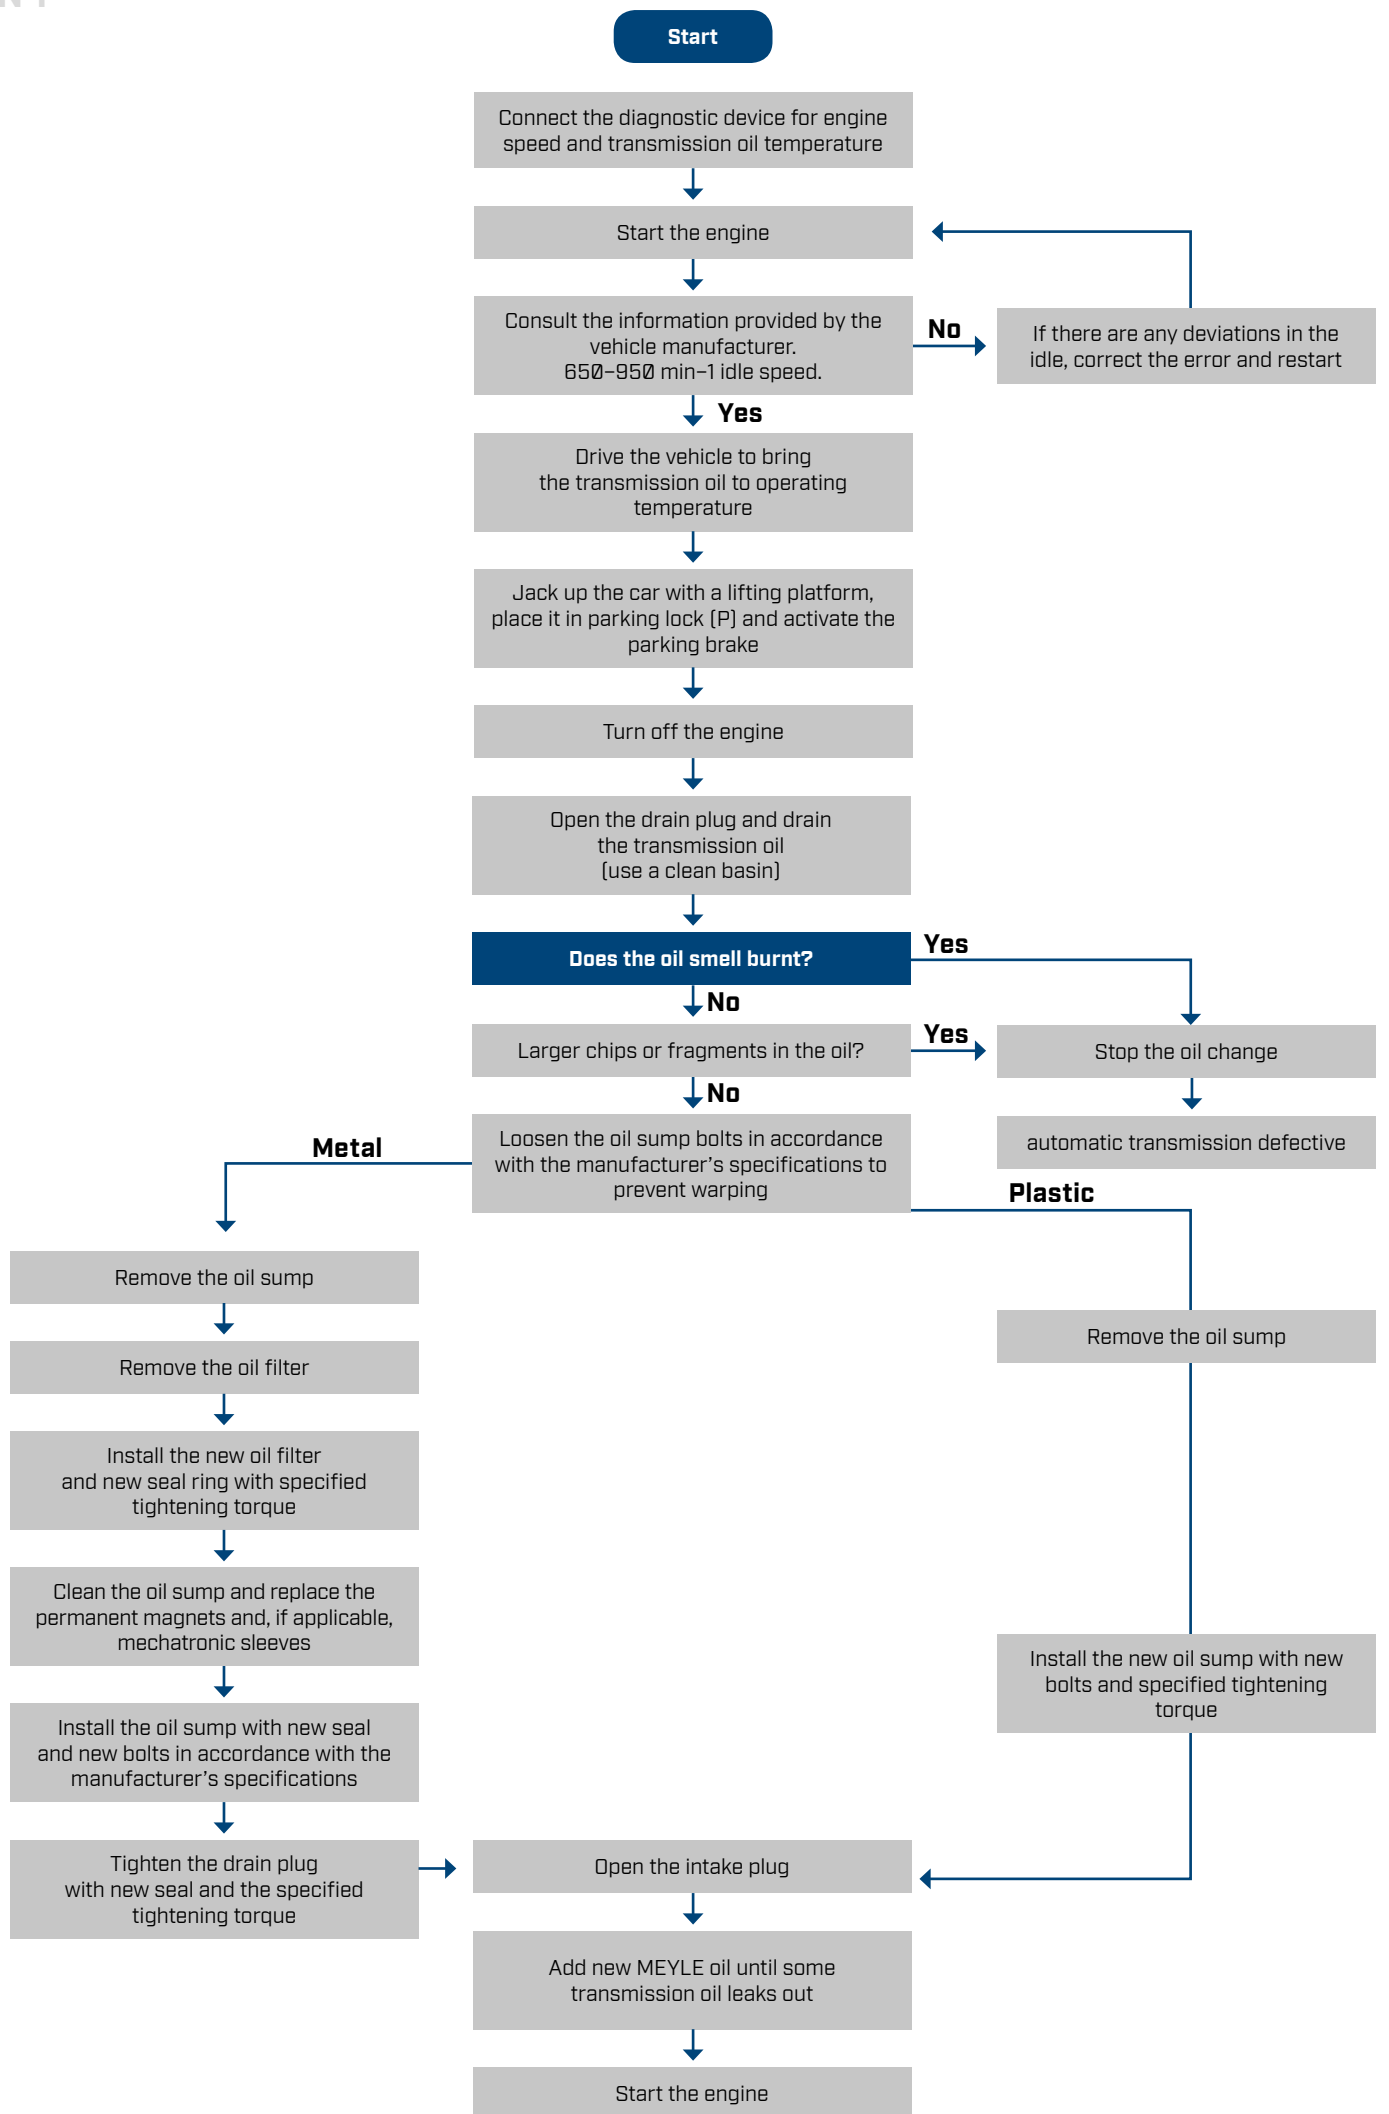 Start
Connect the diagnostic device for engine
speed and transmission oil temperature
Start the engine
Consult the information provided by the
vehicle manufacturer.
650–950 min–1 idle speed.
No
If there are any deviations in the
idle, correct the error and restart
Yes
Drive the vehicle to bring
the transmission oil to operating
temperature
Jack up the car with a lifting platform,
place it in parking lock (P) and activate the
parking brake
Turn off the engine
Open the drain plug and drain
the transmission oil
(use a clean basin)
Does the oil smell burnt?
Yes
No
Larger chips or fragments in the oil?
Yes
Stop the oil change
No
automatic transmission defective
Loosen the oil sump bolts in accordance
with the manufacturer's specifications to
prevent warping
Metal
Plastic
Remove the oil sump
Remove the oil filter
Install the new oil filter
and new seal ring with specified
tightening torque
Clean the oil sump and replace the
permanent magnets and, if applicable,
mechatronic sleeves
Install the oil sump with new seal
and new bolts in accordance with the
manufacturer's specifications
Tighten the drain plug
with new seal and the specified
tightening torque
Remove the oil sump
Install the new oil sump with new
bolts and specified tightening
torque
Open the intake plug
Add new MEYLE oil until some
transmission oil leaks out
Start the engine